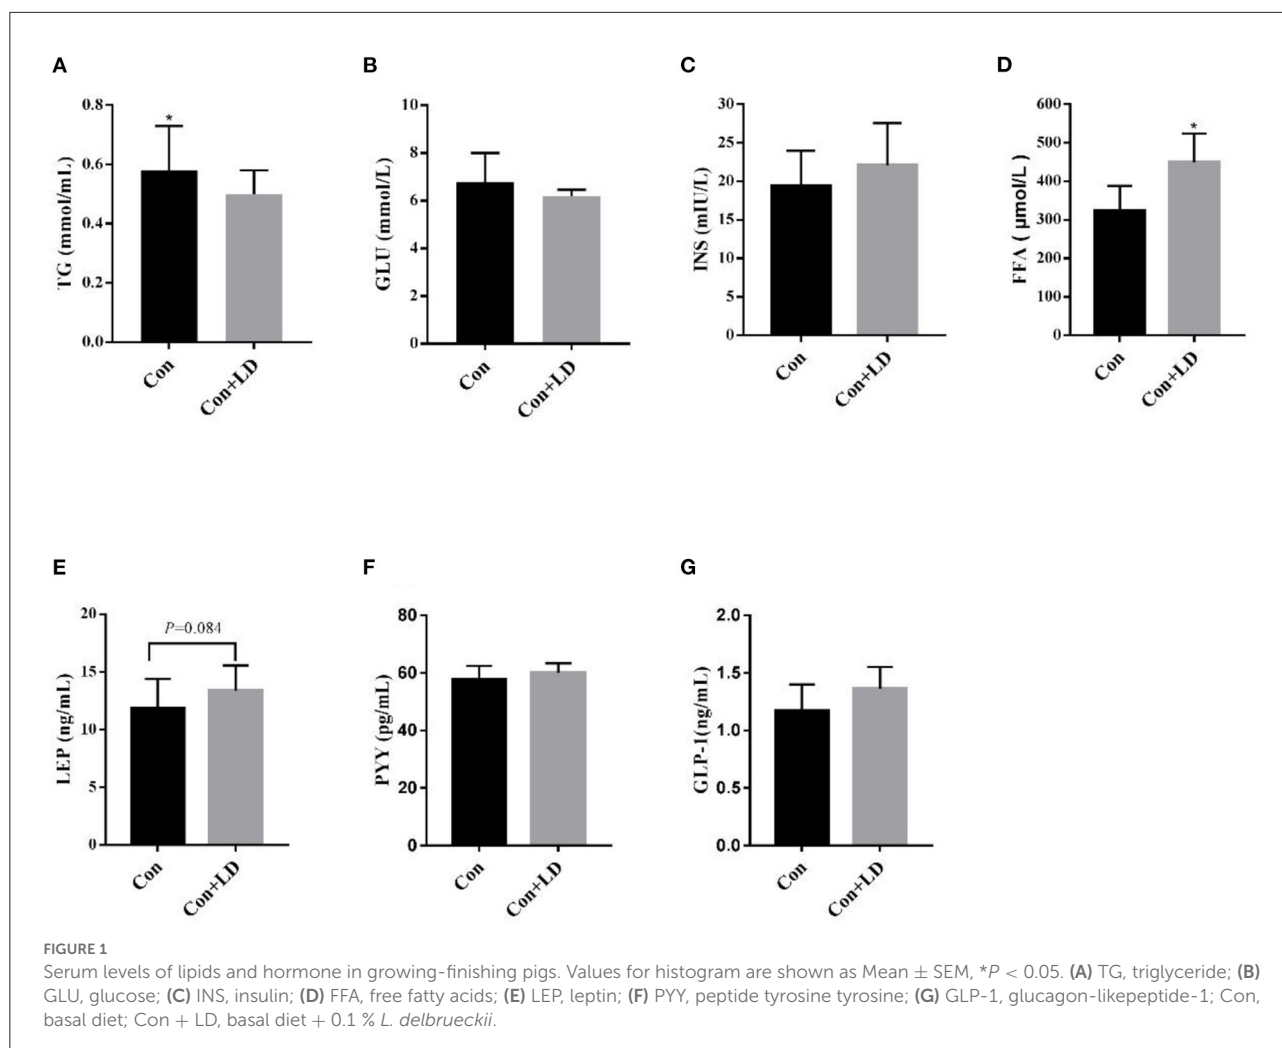 A
B
C
D
TG (mmol/mL)
0.8
0.6
0.4
0.2
0.0
*
Con
Con+LD
GLU (mmol/L)
10
8
6
4
2
0
Con
Con+LD
INS (mIU/L)
30
25
20
15
10
5
0
Con
Con+LD
FFA ( μmol/L )
600
500
400
300
200
100
0
*
Con
Con+LD
E
F
G
LEP (ng/mL)
20
15
10
5
0
P=0.084
Con
Con+LD
PYY (pg/mL)
80
60
40
20
0
Con
Con+LD
GLP-1(ng/mL)
2.0
1.5
1.0
0.5
0.0
Con
Con+LD
FIGURE 1
Serum levels of lipids and hormone in growing-finishing pigs. Values for histogram are shown as Mean ± SEM, *P < 0.05. (A) TG, triglyceride; (B)
GLU, glucose; (C) INS, insulin; (D) FFA, free fatty acids; (E) LEP, leptin; (F) PYY, peptide tyrosine tyrosine; (G) GLP-1, glucagon-likepeptide-1; Con,
basal diet; Con + LD, basal diet + 0.1 % L. delbrueckii.